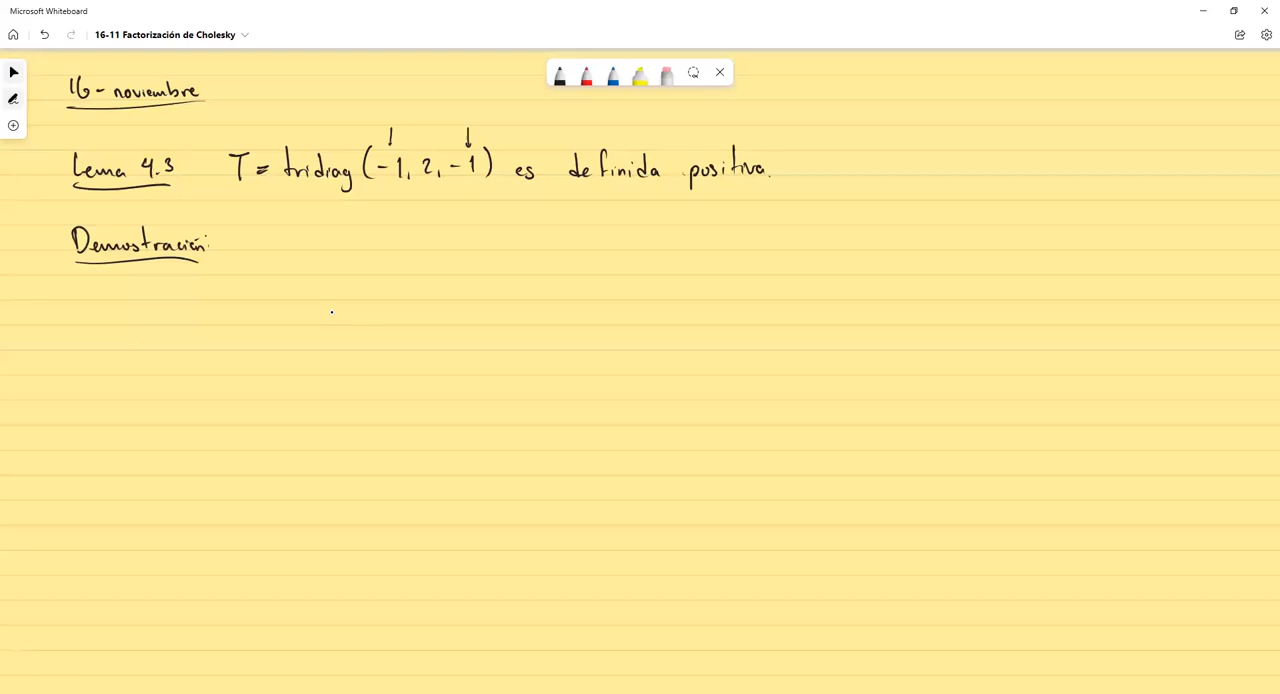 Microsoft Whiteboard
16-11 Factorización de Cholesky
16 - noviembre
Lema 4.3 T = tridiag (-1, 2, -1) es definida positiva.
Demostración: